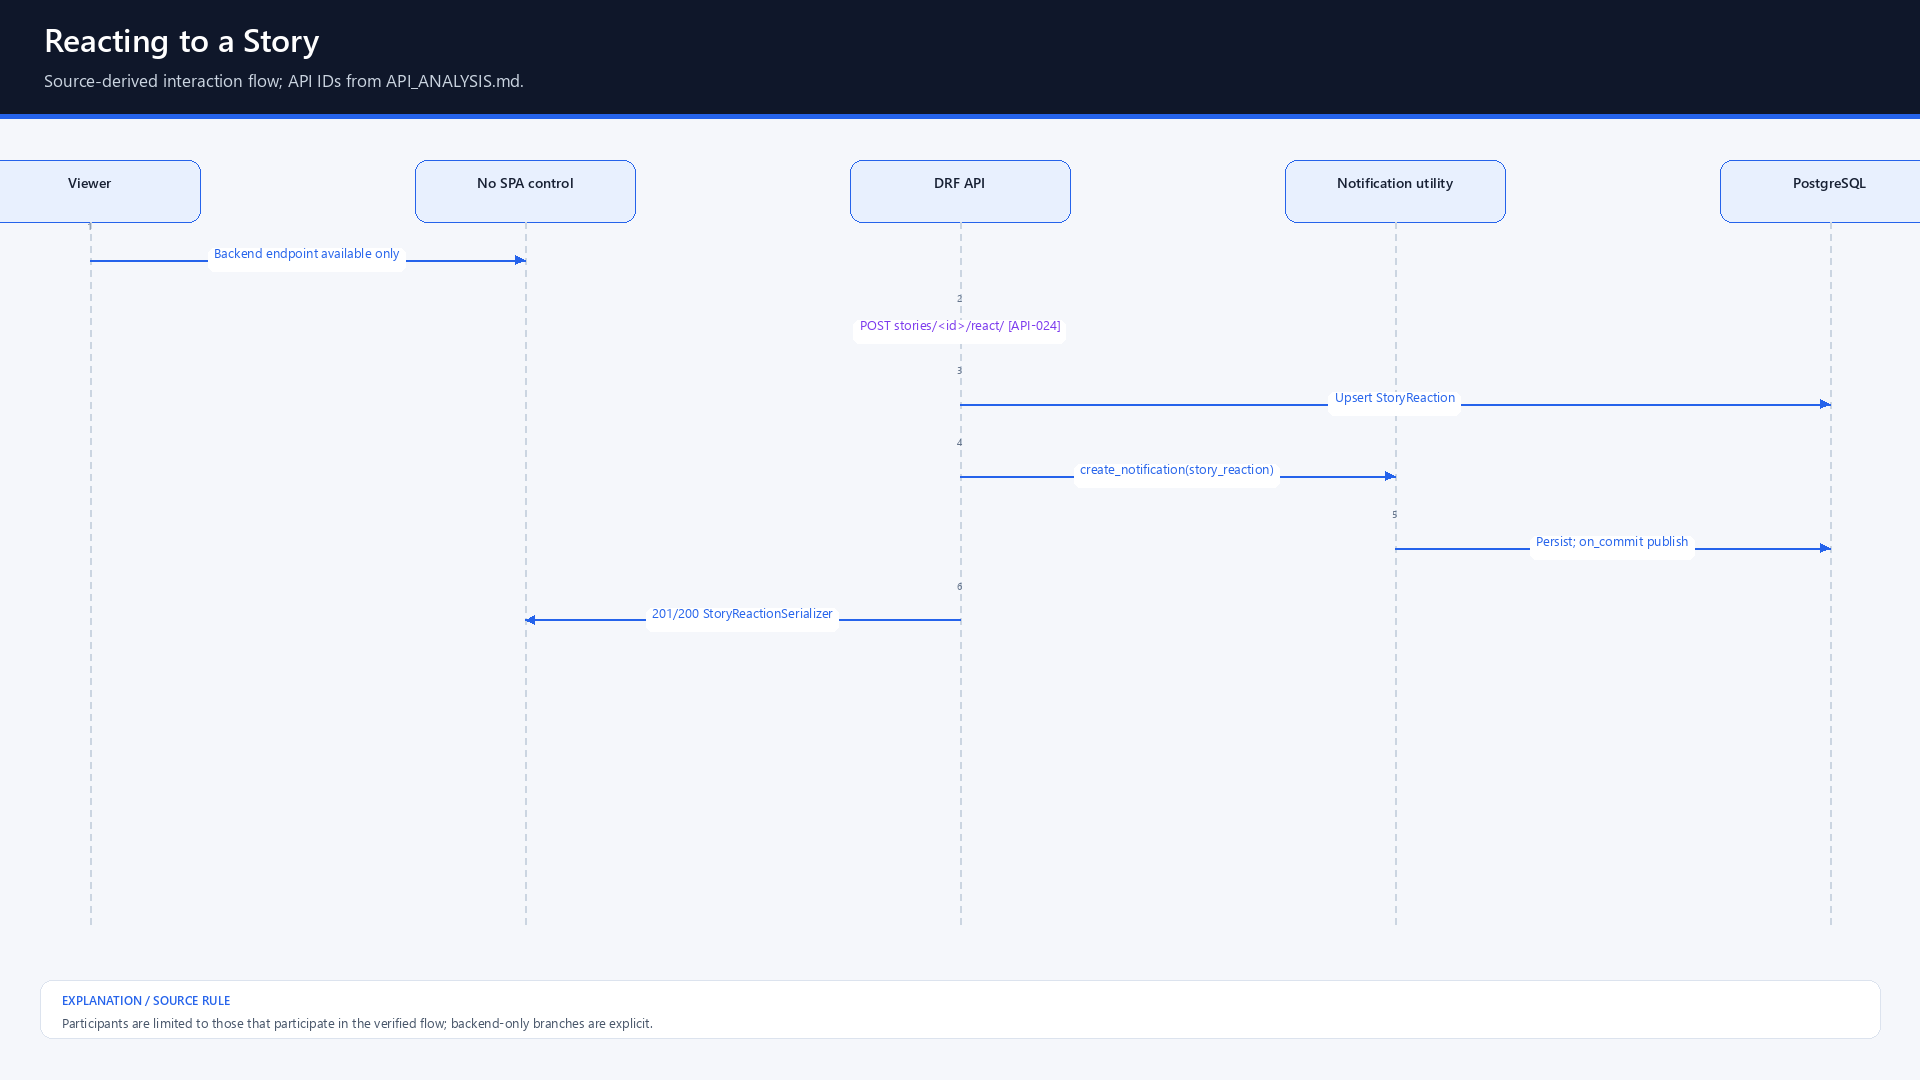 Reacting to a Story
Source-derived interaction flow; API IDs from API_ANALYSIS.md.
Viewer
No SPA control
DRF API
Notification utility
PostgreSQL
1
Backend endpoint available only
2
POST stories/<id>/react/ [API-024]
3
Upsert StoryReaction
4
create_notification(story_reaction)
5
Persist; on_commit publish
6
201/200 StoryReactionSerializer
EXPLANATION / SOURCE RULE
Participants are limited to those that participate in the verified flow; backend-only branches are explicit.